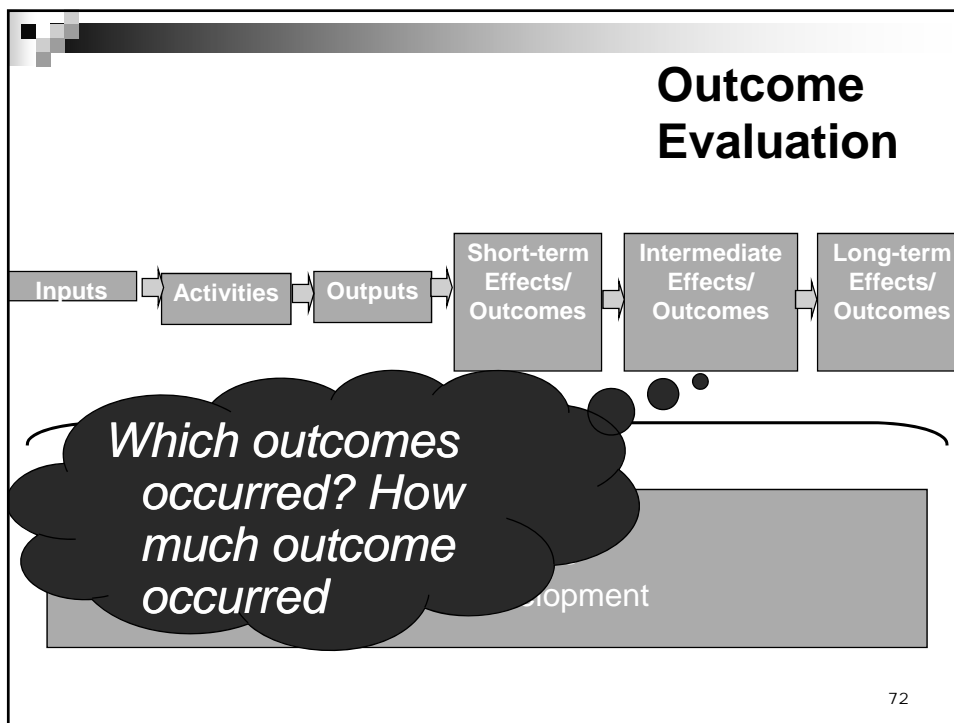 Outcome
Evaluation
Inputs
Activities
Outputs
Short-term
Effects/
Outcomes
Intermediate
Effects/
Outcomes
Long-term
Effects/
Outcomes
Which outcomes
occurred? How
much outcome
occurred
72